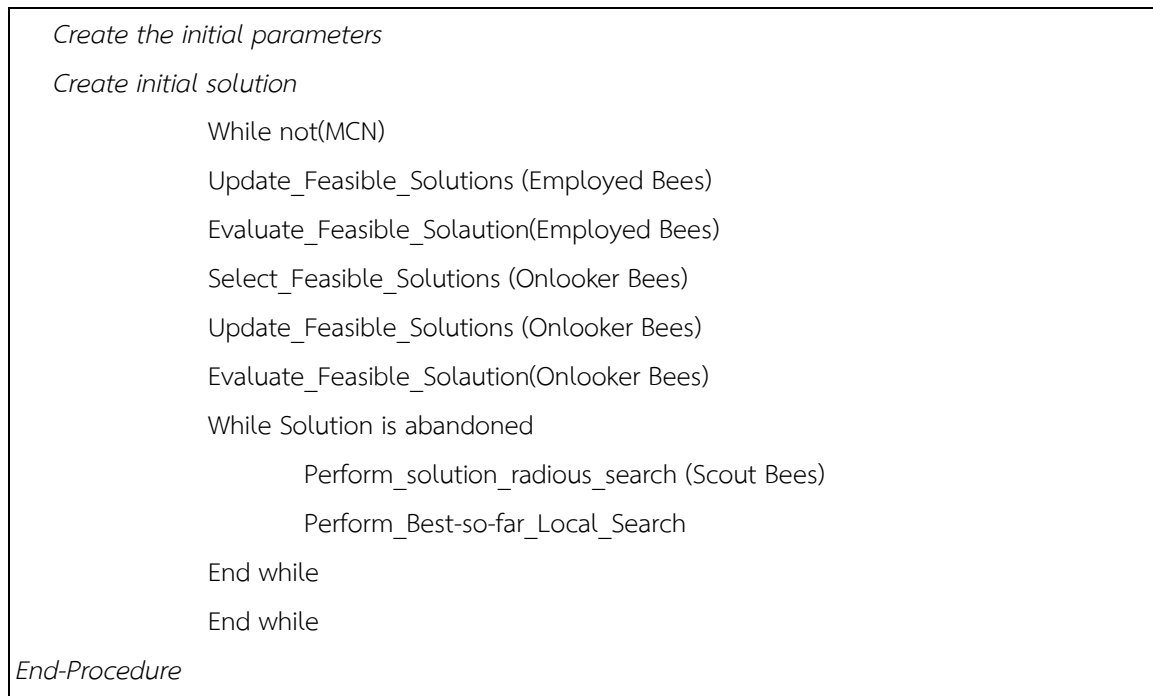 Create the initial parameters
Create initial solution
While not(MCN)
Update_Feasible_Solutions (Employed Bees)
Evaluate_Feasible_Solaution(Employed Bees)
Select_Feasible_Solutions (Onlooker Bees)
Update_Feasible_Solutions (Onlooker Bees)
Evaluate_Feasible_Solaution(Onlooker Bees)
While Solution is abandoned
Perform_solution_radious_search (Scout Bees)
Perform_Best-so-far_Local_Search
End while
End while
End-Procedure